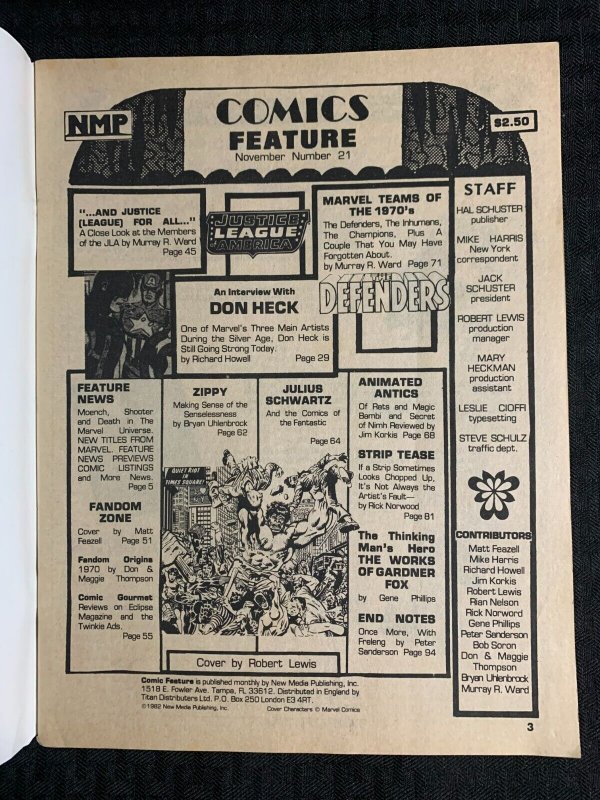 NMP
COMICS
FEATURE
November Number 21
$2.50
"...AND JUSTICE
(LEAGUE) FOR ALL..."
A Close Look at the Members
of the JLA by Murray R. Ward
Page 45
JUSTICE
LEAGUE
of AMERICA
MARVEL TEAMS OF
THE 1970's
The Defenders, The Inhumans,
The Champions, Plus A
Couple That You May Have
Forgotten About.
by Murray R. Ward Page 71
THE
DEFENDERS
An Interview With
DON HECK
One of Marvel's Three Main Artists
During the Silver Age, Don Heck is
Still Going Strong Today.
by Richard Howell Page 29
FEATURE
NEWS
Moench, Shooter
and Death in The
Marvel Universe.
NEW TITLES FROM
MARVEL. FEATURE
NEWS PREVIEWS
COMIC LISTINGS
and More News.
Page 5
FANDOM
ZONE
Cover by Matt
Feazell Page 51
Fandom Origins
1970 by Don &
Maggie Thompson
Comic Gourmet
Reviews on Eclipse
Magazine and the
Twinkie Ads.
Page 55
ZIPPY
Making Sense of the
Senselessness
by Bryan Uhlenbrock
Page 62
JULIUS
SCHWARTZ
And the Comics of
the Fantastic
Page 64
QUIET RIOT
IN
TIMES SQUARE!
Cover by Robert Lewis
ANIMATED
ANTICS
Of Rats and Magic
Bambi and Secret
of Nimh Reviewed by
Jim Korkis Page 68
STRIP TEASE
If a Strip Sometimes
Looks Chopped Up,
It's Not Always the
Artist's Fault—
by Rick Norwood
Page 81
The Thinking
Man's Hero
THE WORKS
OF GARDNER
FOX
by Gene Phillips
END NOTES
Once More, With
Freleng by Peter
Sanderson Page 94
STAFF
HAL SCHUSTER
publisher
MIKE HARRIS
New York
correspondent
JACK
SCHUSTER
president
ROBERT LEWIS
production
manager
MARY
HECKMAN
production
assistant
LESLIE CIOFFI
typesetting
STEVE SCHULZ
traffic dept.
CONTRIBUTORS
Matt Feazell
Mike Harris
Richard Howell
Jim Korkis
Robert Lewis
Rian Nelson
Rick Norword
Gene Phillips
Peter Sanderson
Bob Soron
Don & Maggie
Thompson
Bryan Uhlenbrock
Murray R. Ward
Comic Feature is published monthly by New Media Publishing, Inc.
1518 E. Fowler Ave. Tampa, FL 33612. Distributed in England by
Titan Distributers Ltd. P.O. Box 250 London E3 4RT.
©1982 New Media Publishing, Inc. Cover Characters © Marvel Comics
3